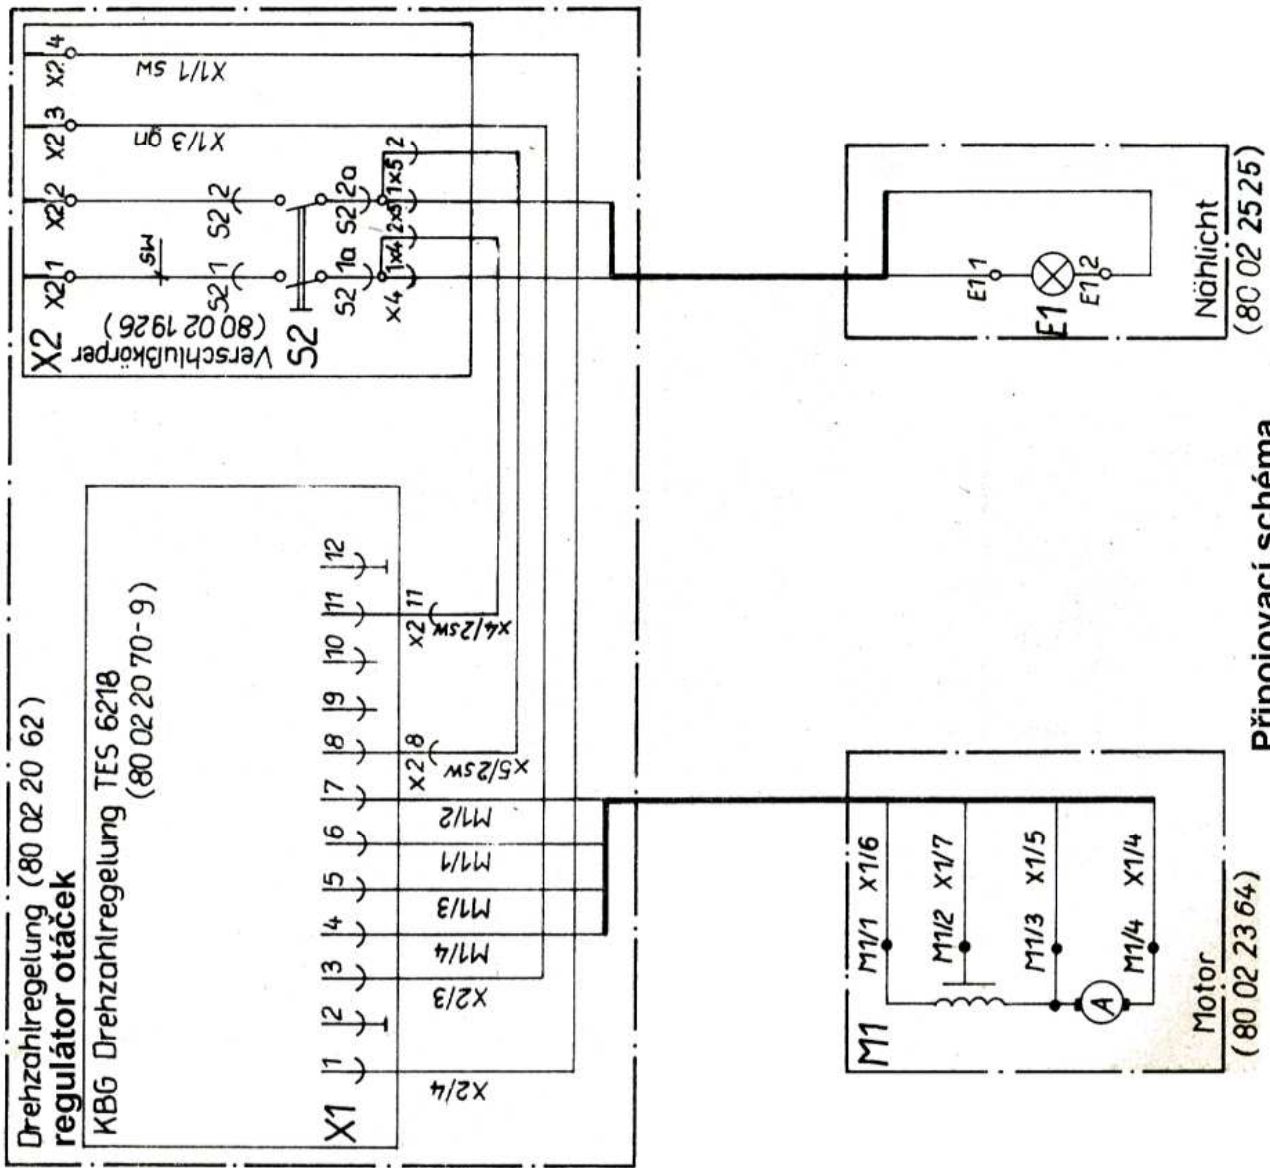 Drehzahlregelung (80 02 20 62)
regulátor otáček
KBG Drehzahlregelung TES 6218
(80 02 20 70-9)
X1
1 2 3 4 5 6 7 8 9 10 11 12
X2/4
X2/3
M1/4
M1/3
M1/1
M1/2
x2 8
x5/2sw
x2 11
x4/2sw
X2
Verschlußkörper
(80 02 1926)
S2
X2 1
X2 2
X2 3
X2 4
sw
X1/3 gn
X1/1 sw
S2 1
S2 2
S2 1a
S2 2a
x4 1x4 2x5 1x5 2
M1
M1/1 X1/6
M1/2 X1/7
M1/3 X1/5
M1/4 X1/4
A
Motor
(80 02 23 64)
E1 1
E1
E1 2
Nählicht
(80 02 25 25)
Připojovací schéma